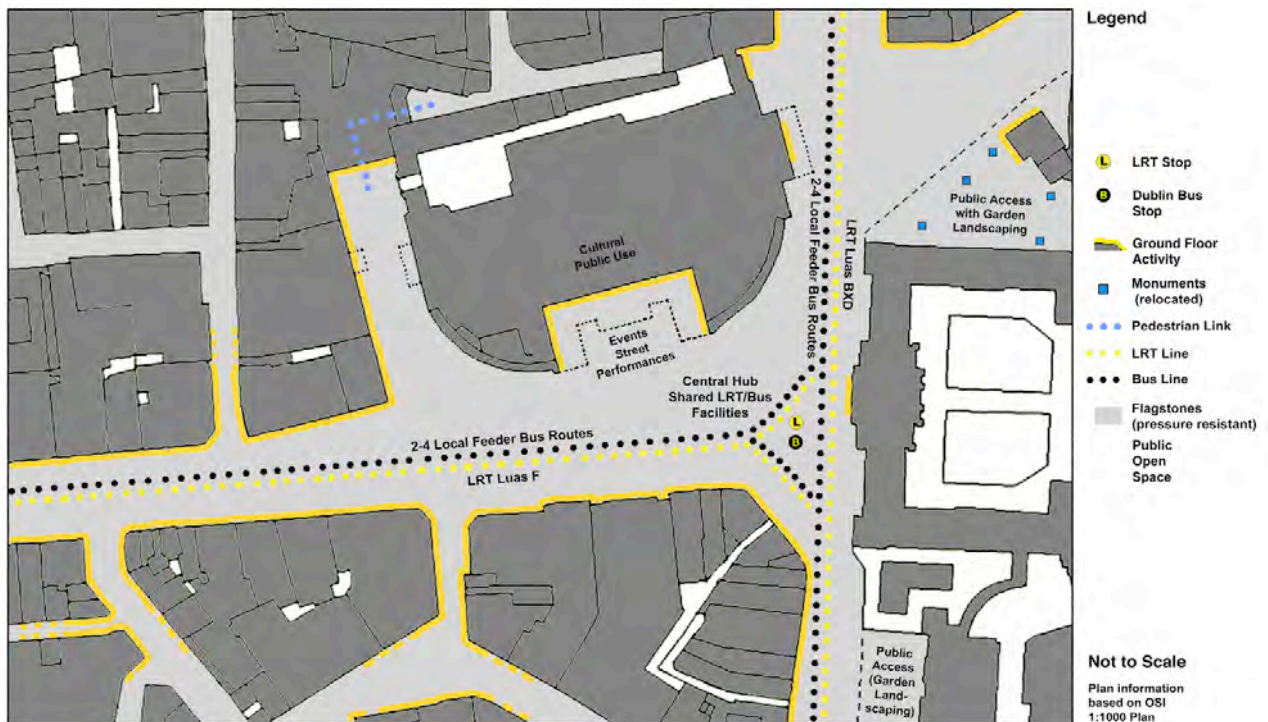 Legend
L
LRT Stop
B
Dublin Bus
Stop
Ground Floor
Activity
Monuments
(relocated)
Pedestrian Link
LRT Line
Bus Line
Flagstones
(pressure resistant)
Public
Open
Space
Not to Scale
Plan information
based on OSI
1:1000 Plan
2-4 Local Feeder Bus Routes
LRT Luas BXD
Public Access
with Garden
Landscaping
Cultural
Public Use
Events
Street
Performances
Central Hub
Shared LRT/Bus
Facilities
L
B
2-4 Local Feeder Bus Routes
LRT Luas F
Public
Access
(Garden
Land-
scaping)